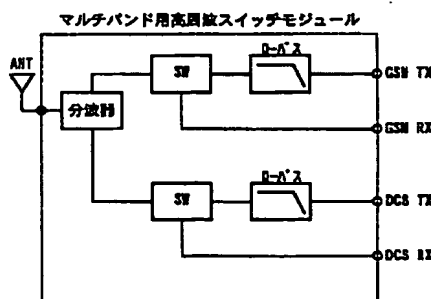 マルチバンド用高周波スイッチモジュール
ANT
ローパス
SW
GSM TX
分波器
GSM RX
ローパス
SW
DCS TX
DCS RX